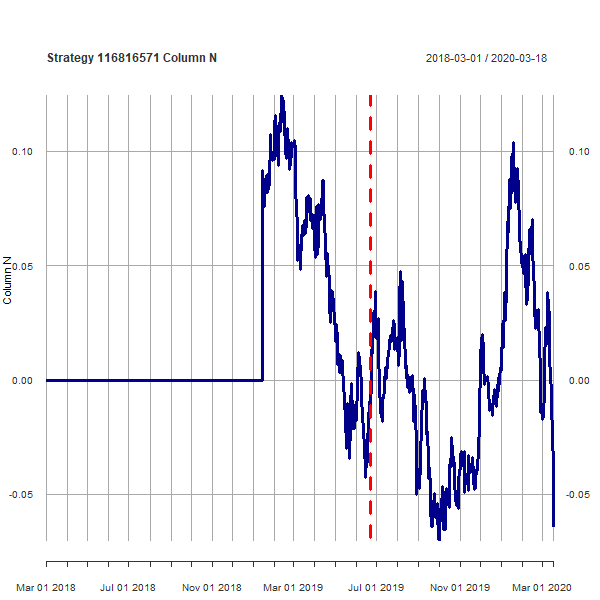 Strategy 116816571 Column N
2018-03-01 / 2020-03-18
Column N
0.10
0.05
0.00
-0.05
0.10
0.05
0.00
-0.05
Mar 01 2018
Jul 01 2018
Nov 01 2018
Mar 01 2019
Jul 01 2019
Nov 01 2019
Mar 01 2020